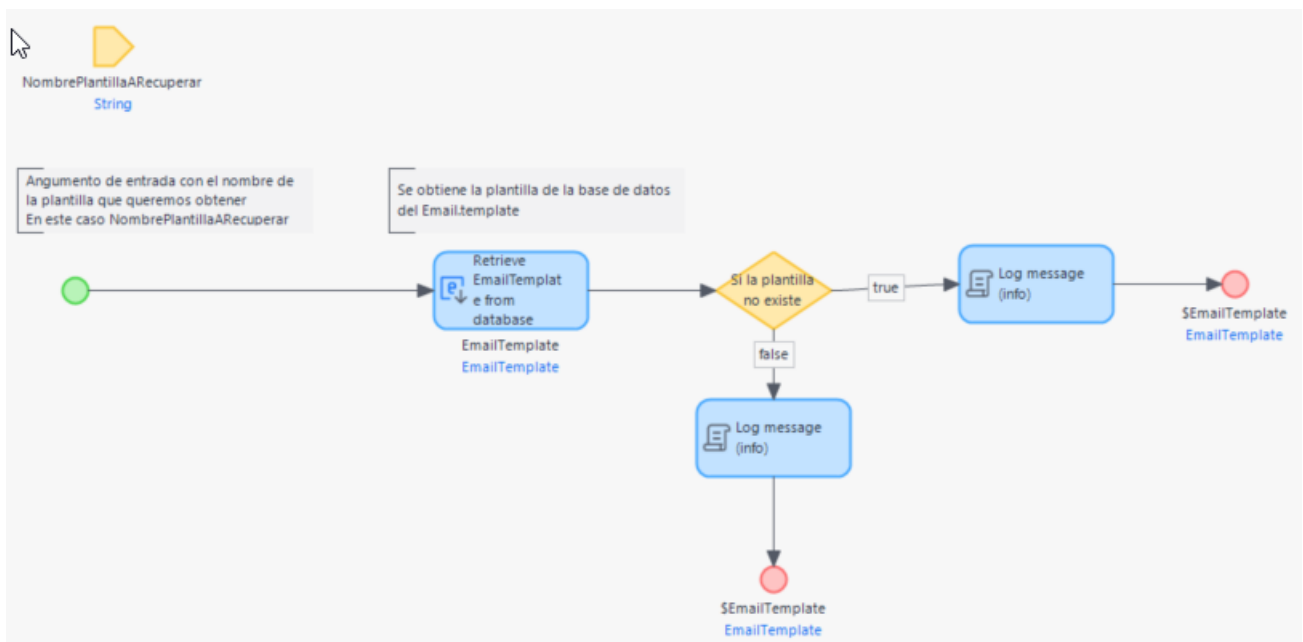 NombrePlantillaARecuperar
String
Angumento de entrada con el nombre de
la plantilla que queremos obtener
En este caso NombrePlantillaARecuperar
Se obtiene la plantilla de la base de datos
del Email.template
Retrieve
EmailTemplat
e from
database
EmailTemplate
EmailTemplate
Si la plantilla
no existe
true
Log message
(info)
$EmailTemplate
EmailTemplate
false
Log message
(info)
$EmailTemplate
EmailTemplate